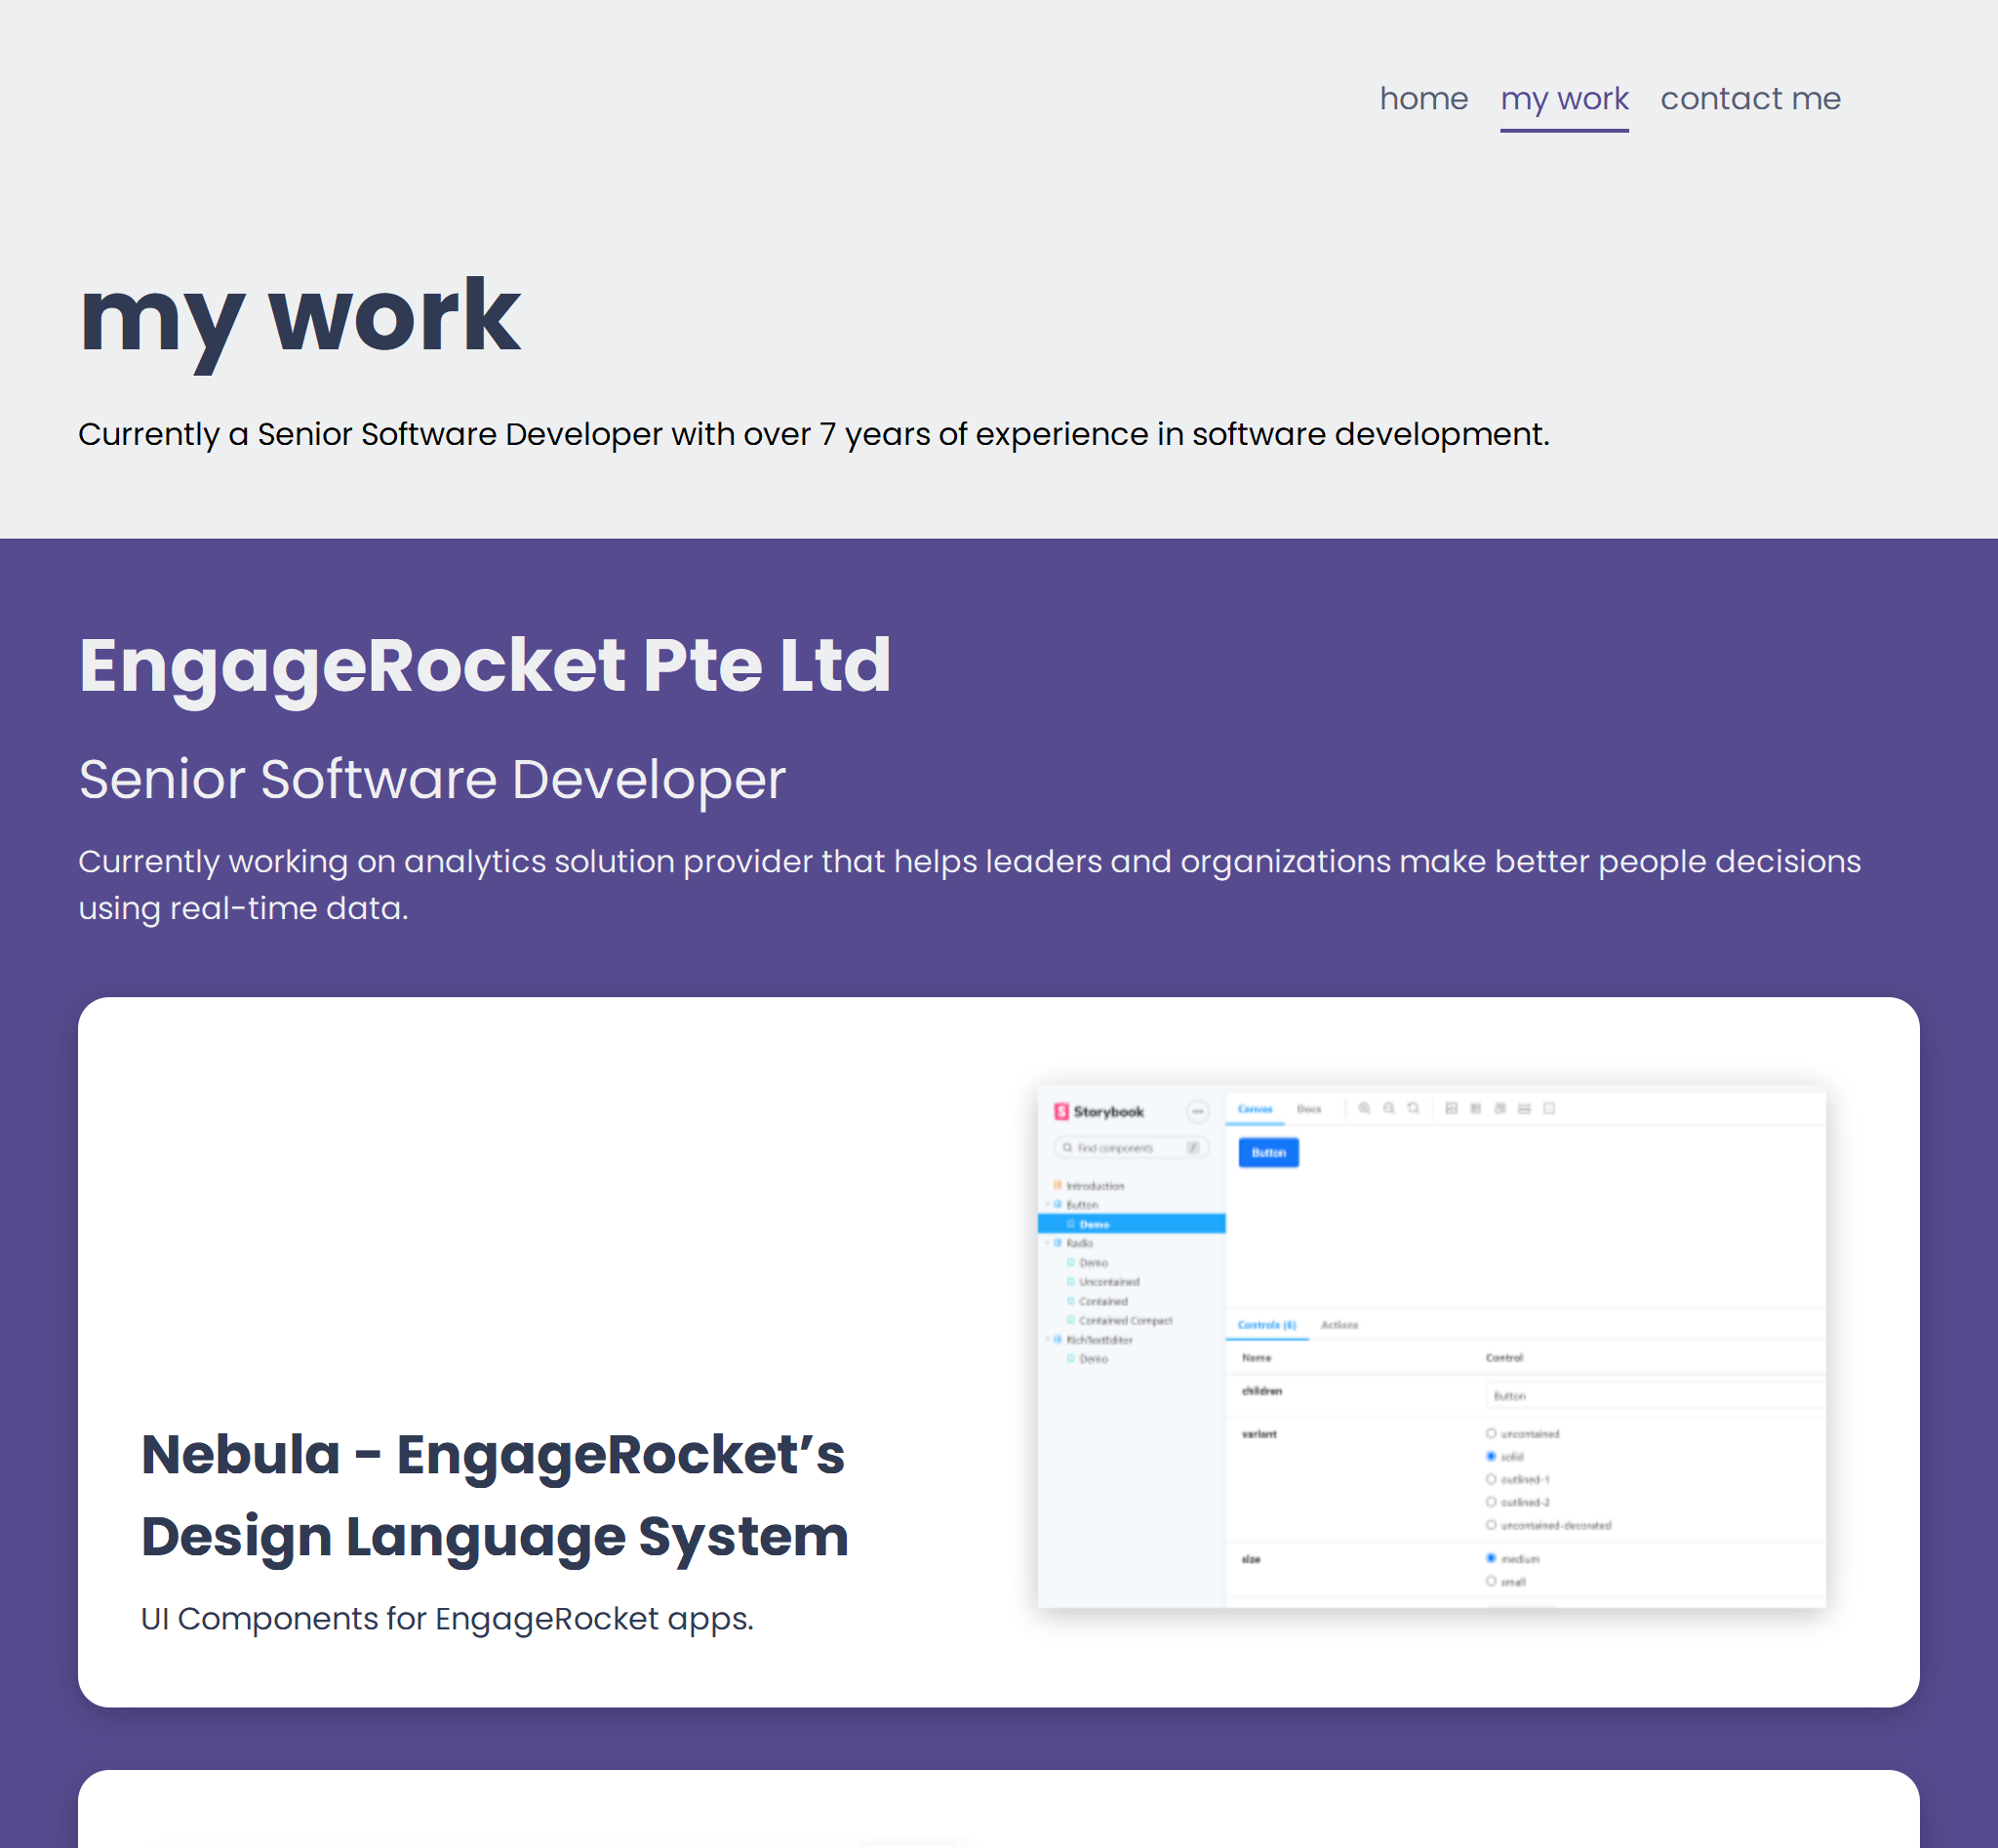 home my work contact me
my work
Currently a Senior Software Developer with over 7 years of experience in software development.
EngageRocket Pte Ltd
Senior Software Developer
Currently working on analytics solution provider that helps leaders and organizations make better people decisions
using real-time data.
Nebula - EngageRocket’s
Design Language System
UI Components for EngageRocket apps.
S Storybook
Find components /
Introduction
Button
Demo
Radio
Demo
Uncontained
Contained
Contained Compact
RichTextEditor
Demo
Canvas Docs
Button
Controls (6) Actions
Name Control
children Button
variant uncontained
solid
outlined-1
outlined-2
uncontained-decorated
size medium
small